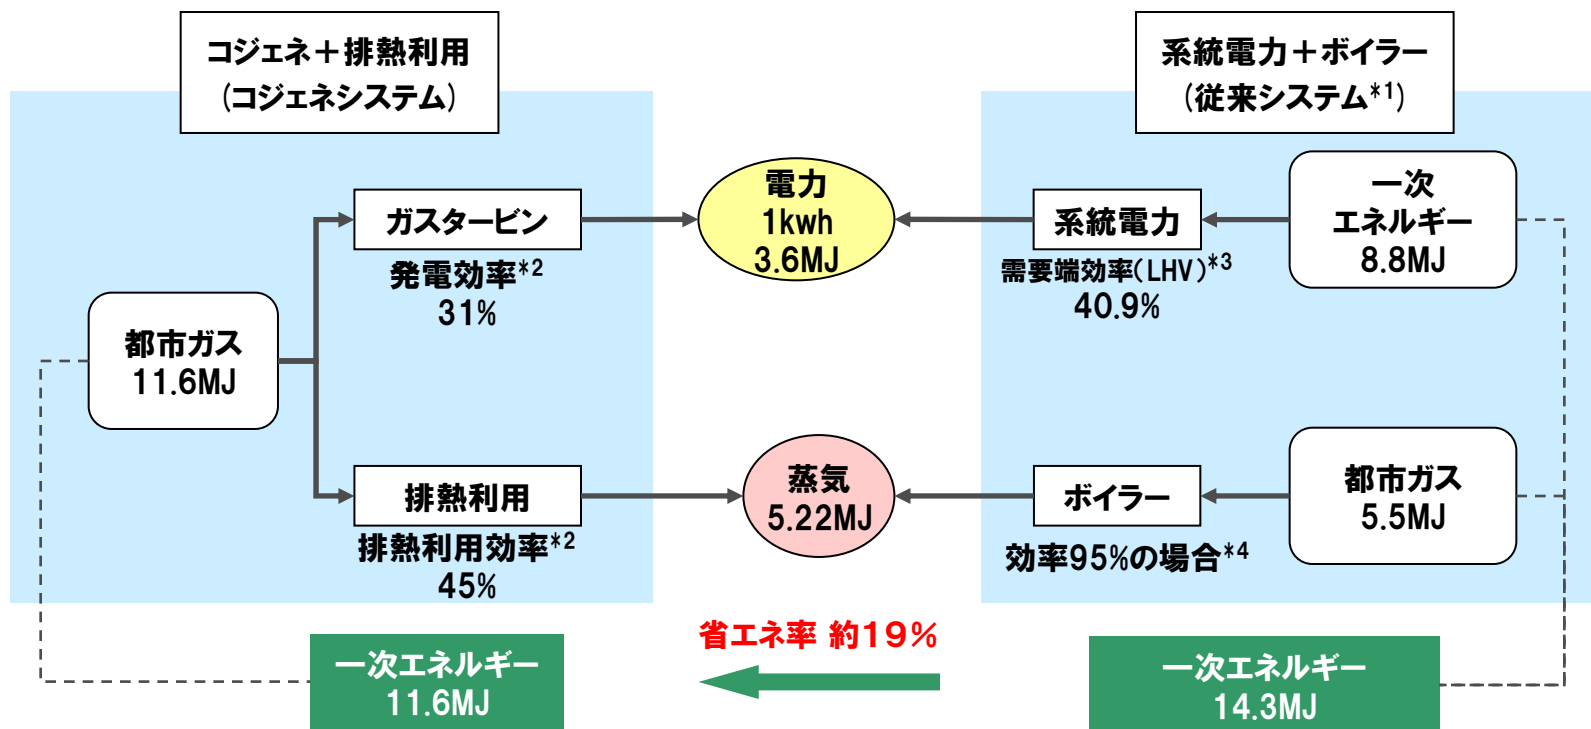 コジェネ＋排熱利用
(コジェネシステム)
系統電力＋ボイラー
(従来システム*1)
ガスタービン
発電効率*2
31%
都市ガス
11.6MJ
排熱利用
排熱利用効率*2
45%
電力
1kwh
3.6MJ
蒸気
5.22MJ
系統電力
需要端効率(LHV)*3
40.9%
一次
エネルギー
8.8MJ
ボイラー
効率95%の場合*4
都市ガス
5.5MJ
省エネ率 約19%
一次エネルギー
11.6MJ
一次エネルギー
14.3MJ